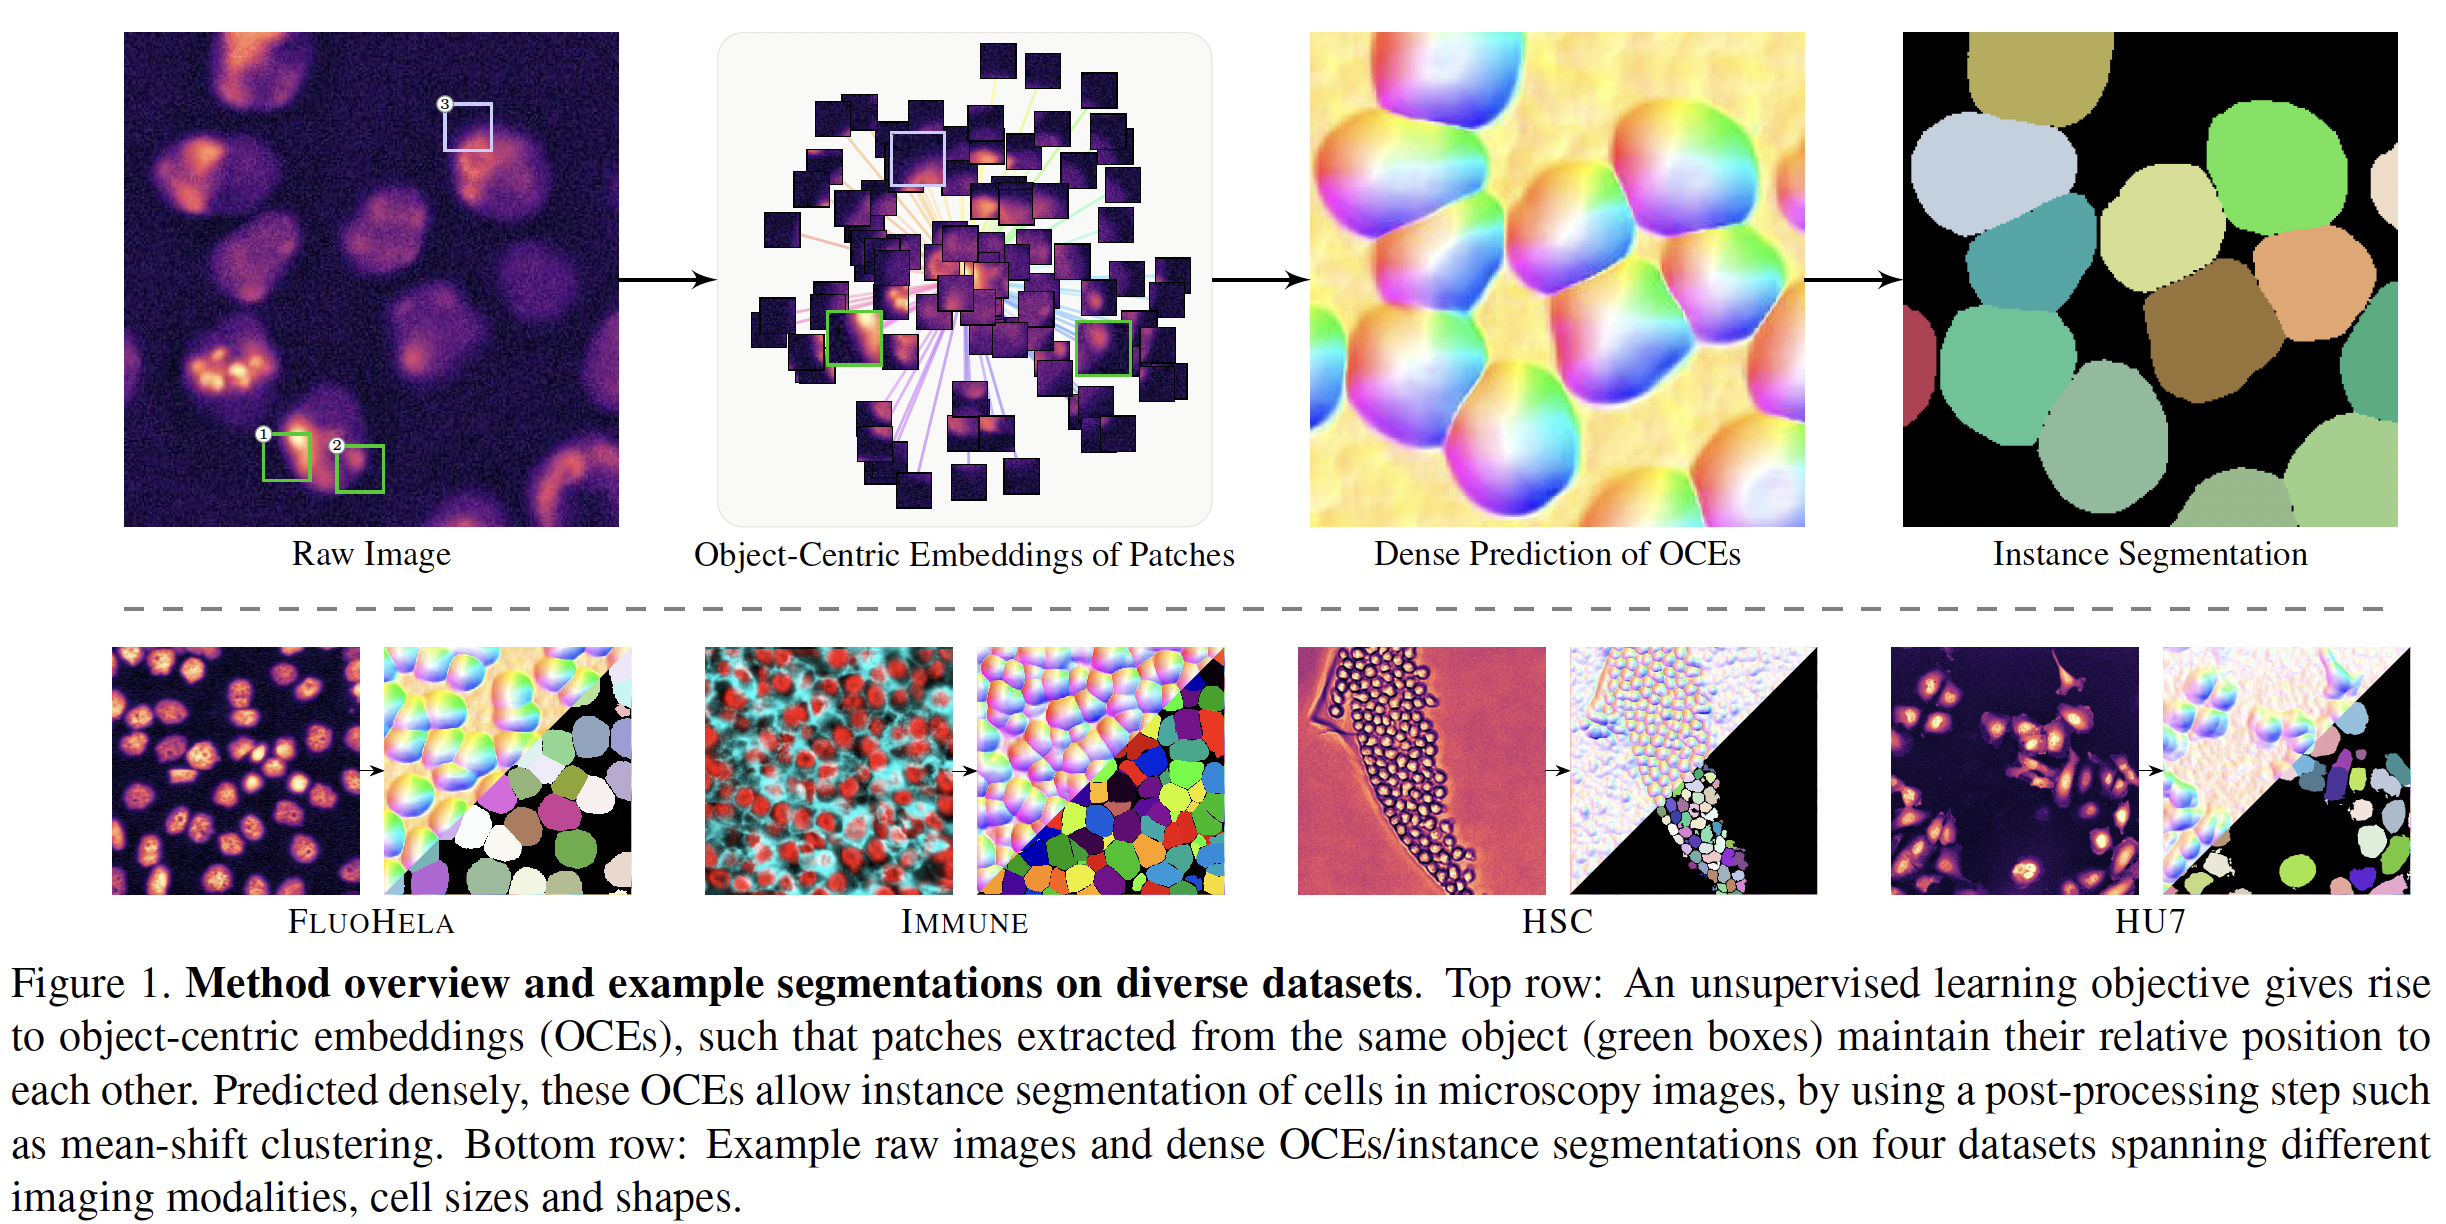 3
1
2
Raw Image
Object-Centric Embeddings of Patches
Dense Prediction of OCEs
Instance Segmentation
FLUOHELA
IMMUNE
HSC
HU7
Figure 1. Method overview and example segmentations on diverse datasets. Top row: An unsupervised learning objective gives rise
to object-centric embeddings (OCEs), such that patches extracted from the same object (green boxes) maintain their relative position to
each other. Predicted densely, these OCEs allow instance segmentation of cells in microscopy images, by using a post-processing step such
as mean-shift clustering. Bottom row: Example raw images and dense OCEs/instance segmentations on four datasets spanning different
imaging modalities, cell sizes and shapes.